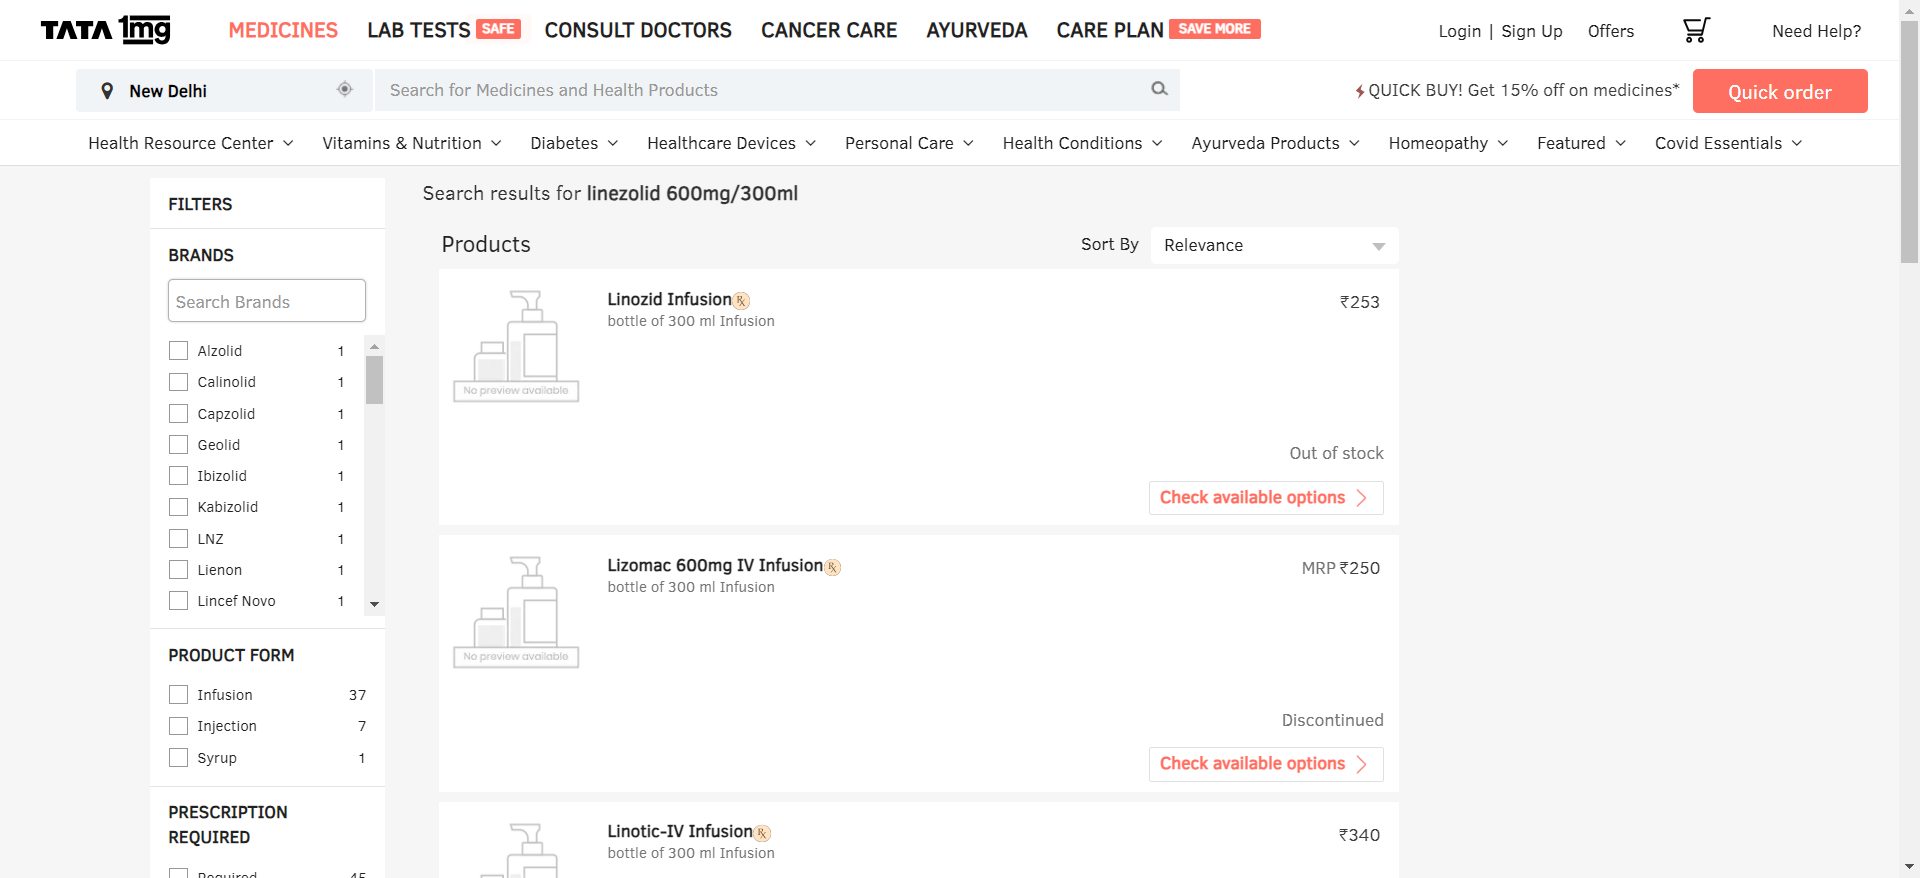 TATA 1mg
MEDICINES LAB TESTS SAFE CONSULT DOCTORS CANCER CARE AYURVEDA CARE PLAN SAVE MORE Login | Sign Up Offers Need Help?
New Delhi Search for Medicines and Health Products QUICK BUY! Get 15% off on medicines* Quick order
Health Resource Center Vitamins & Nutrition Diabetes Healthcare Devices Personal Care Health Conditions Ayurveda Products Homeopathy Featured Covid Essentials
FILTERS
BRANDS
Search Brands
Alzolid 1
Calinolid 1
Capzolid 1
Geolid 1
Ibizolid 1
Kabizolid 1
LNZ 1
Lienon 1
Lincef Novo 1
PRODUCT FORM
Infusion 37
Injection 7
Syrup 1
PRESCRIPTION
REQUIRED
Required 45
Search results for linezolid 600mg/300ml
Products Sort By Relevance
Linozid Infusion Rx ₹253
bottle of 300 ml Infusion
No preview available
Out of stock
Check available options
Lizomac 600mg IV Infusion Rx MRP ₹250
bottle of 300 ml Infusion
No preview available
Discontinued
Check available options
Linotic-IV Infusion Rx ₹340
bottle of 300 ml Infusion